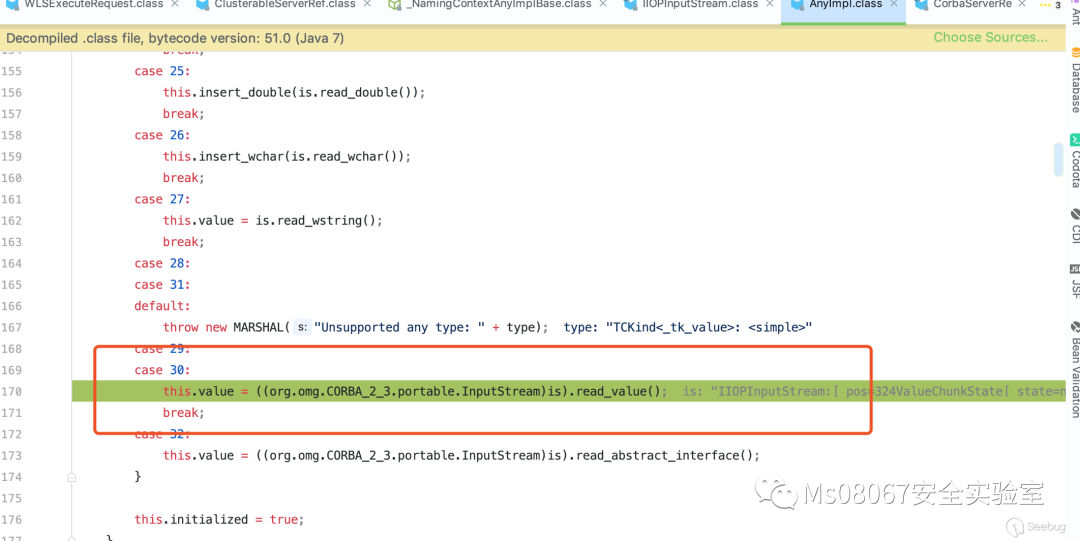 WLSExecuteRequest.class × ClusterableServerRef.class × _NamingContextAnyImplBase.class × IIOPInputStream.class × AnyImpl.class × CorbaServerRe × 3
Decompiled .class file, bytecode version: 51.0 (Java 7) Choose Sources...
break;
155 case 25:
156 this.insert_double(is.read_double());
157 break;
158 case 26:
159 this.insert_wchar(is.read_wchar());
160 break;
161 case 27:
162 this.value = is.read_wstring();
163 break;
164 case 28:
165 case 31:
166 default:
167 throw new MARSHAL( s: "Unsupported any type: " + type); type: "TCKind<_tk_value>: <simple>"
168 case 29:
169 case 30:
170 this.value = ((org.omg.CORBA_2_3.portable.InputStream)is).read_value(); is: "IIOPInputStream:[ pos=324ValueChunkState[ state=n
171 break;
172 case 32:
173 this.value = ((org.omg.CORBA_2_3.portable.InputStream)is).read_abstract_interface();
174 }
175
176 this.initialized = true;
177 }
Ant
Database
Codota
CDI
JSF
Bean Validation
Ms08067安全实验室
Seebug